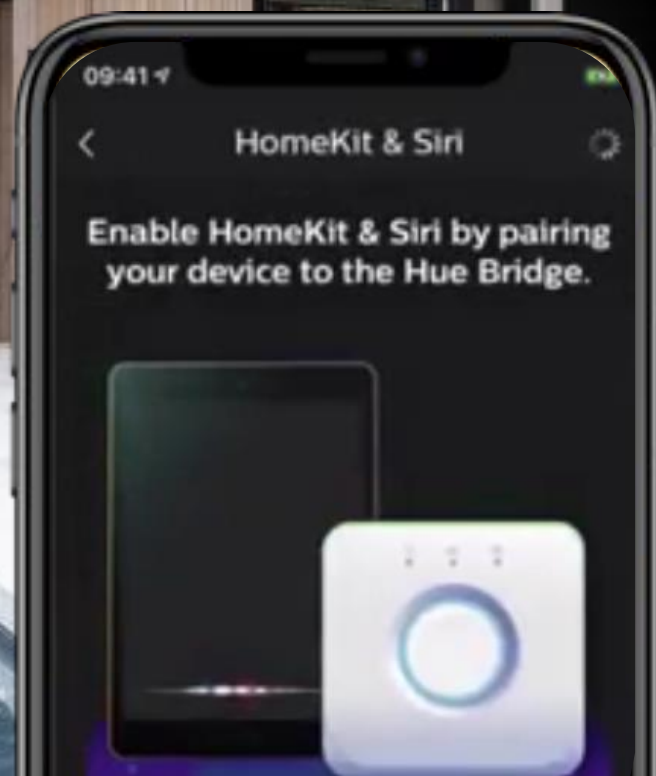 09:41
HomeKit & Siri
Enable HomeKit & Siri by pairing
your device to the Hue Bridge.